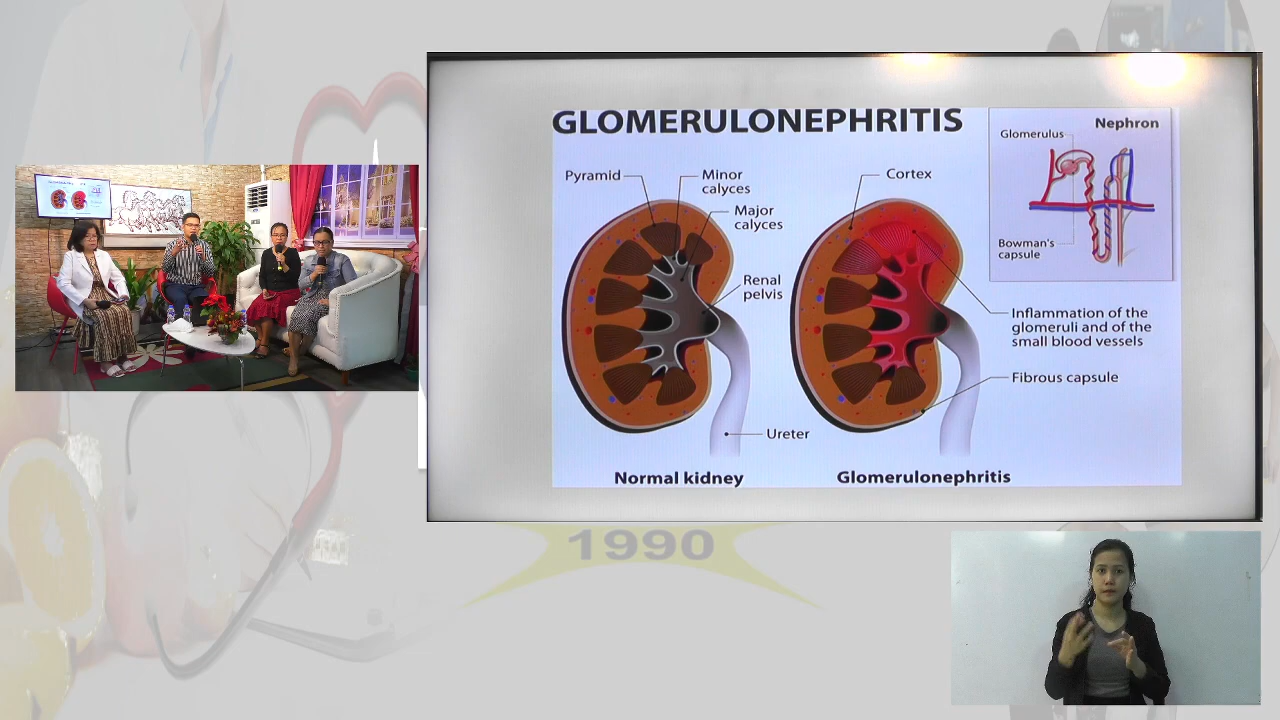 GLOMERULONEPHRITIS
Nephron
Glomerulus
Bowman's
capsule
Pyramid
Minor
calyces
Major
calyces
Renal
pelvis
Ureter
Normal kidney
Cortex
Inflammation of the
glomeruli and of the
small blood vessels
Fibrous capsule
Glomerulonephritis
1990